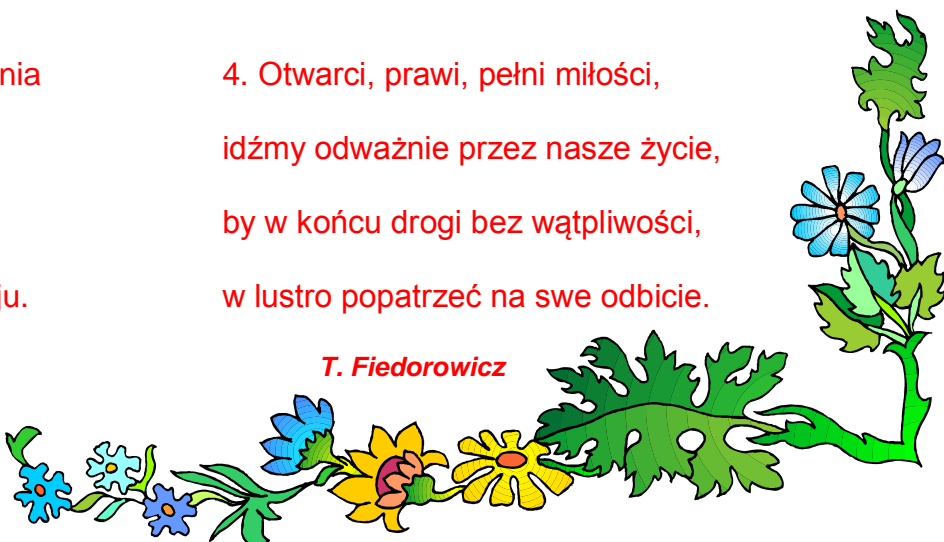 nia
ju.
4. Otwarci, prawi, pełni miłości,
idźmy odważnie przez nasze życie,
by w końcu drogi bez wątpliwości,
w lustro popatrzeć na swe odbicie.
T. Fiedorowicz